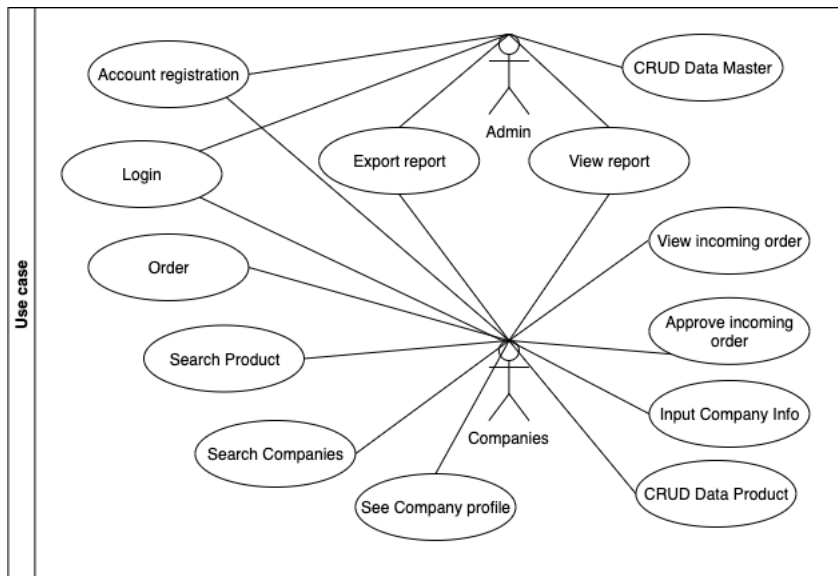 Use case
Account registration
CRUD Data Master
Admin
Export report
View report
Login
View incoming order
Order
Approve incoming
order
Search Product
Input Company Info
Companies
Search Companies
CRUD Data Product
See Company profile